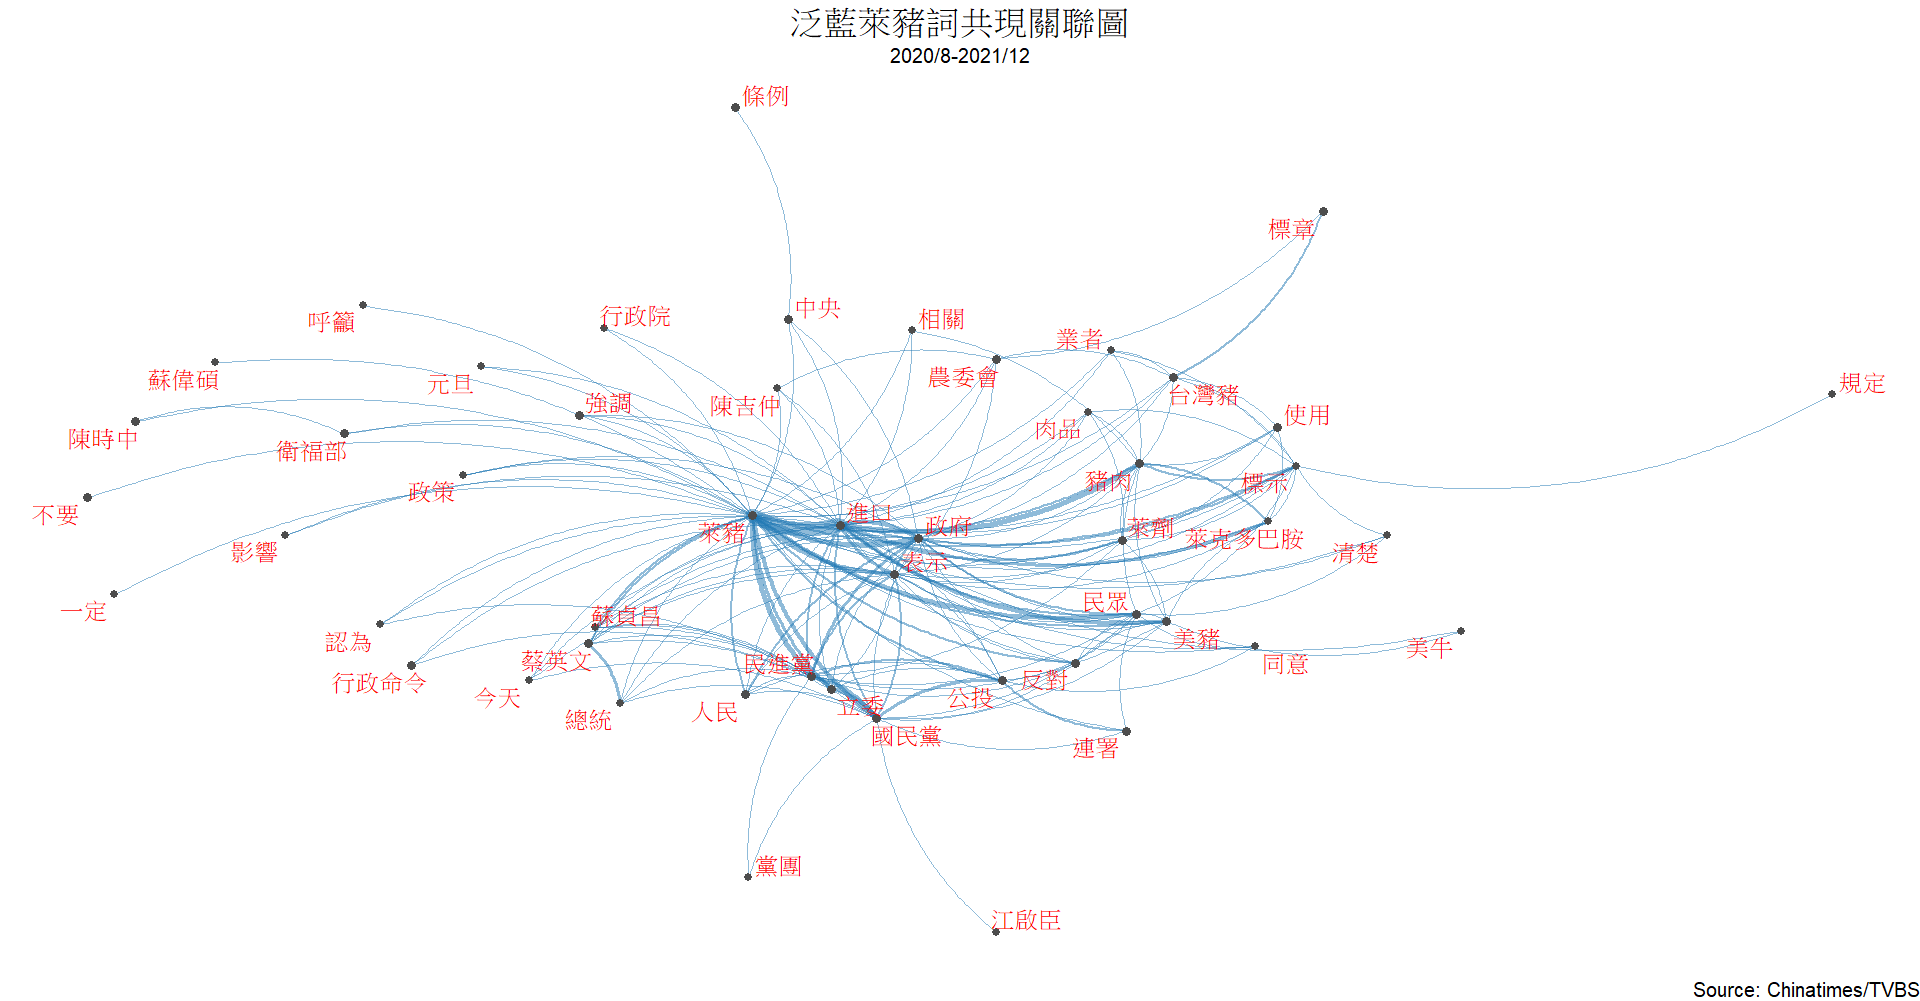 泛藍萊豬詞共現關聯圖
2020/8-2021/12
條例
標章
呼籲
行政院
中央
相關
業者
蘇偉碩
元旦
強調
陳吉仲
農委會
台灣豬
規定
陳時中
衛福部
肉品
使用
不要
政策
豬肉
標示
影響
萊豬
進口
政府
萊劑
萊克多巴胺
清楚
表示
一定
認為
蘇貞昌
民眾
美豬
美牛
行政命令
蔡英文
民進黨
反對
同意
今天
總統
人民
立委
公投
國民黨
連署
黨團
江啟臣
Source: Chinatimes/TVBS